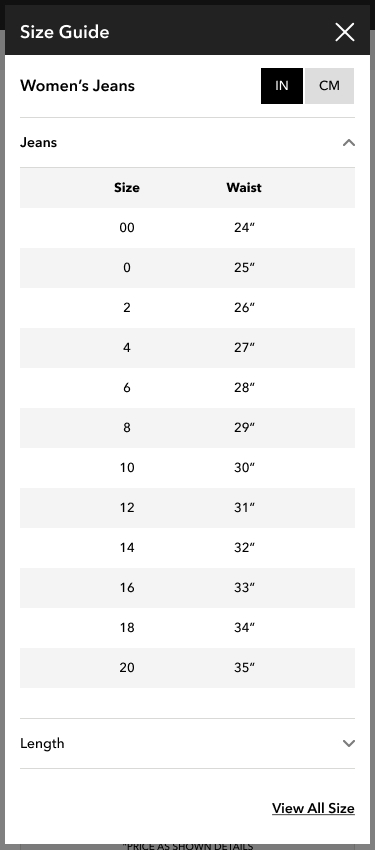 Size Guide
Women’s Jeans IN CM
Jeans
Size Waist
00 24“
0 25“
2 26“
4 27“
6 28“
8 29“
10 30“
12 31“
14 32“
16 33“
18 34“
20 35“
Length
View All Size
*PRICE AS SHOWN DETAILS